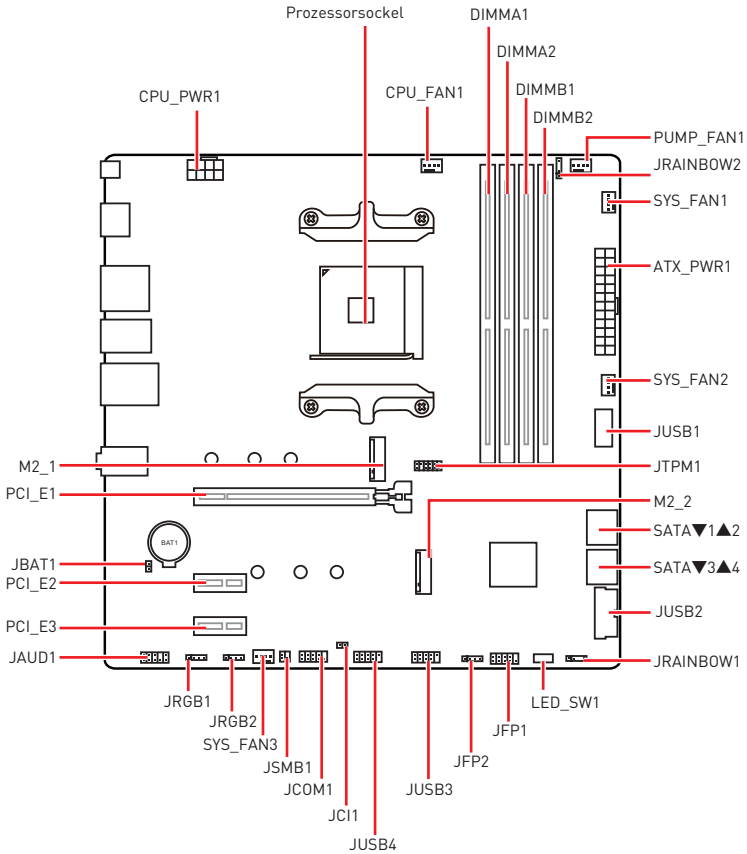 Prozessorsockel
DIMMA1
DIMMA2
CPU_PWR1
CPU_FAN1
DIMMB1
DIMMB2
PUMP_FAN1
JRAINBOW2
SYS_FAN1
ATX_PWR1
SYS_FAN2
JUSB1
M2_1
JTPM1
PCI_E1
M2_2
SATA▼1▲2
BAT1
JBAT1
SATA▼3▲4
PCI_E2
JUSB2
PCI_E3
JAUD1
JRAINBOW1
JRGB1
LED_SW1
JRGB2
JFP1
SYS_FAN3
JFP2
JSMB1
JCOM1
JUSB3
JCI1
JUSB4